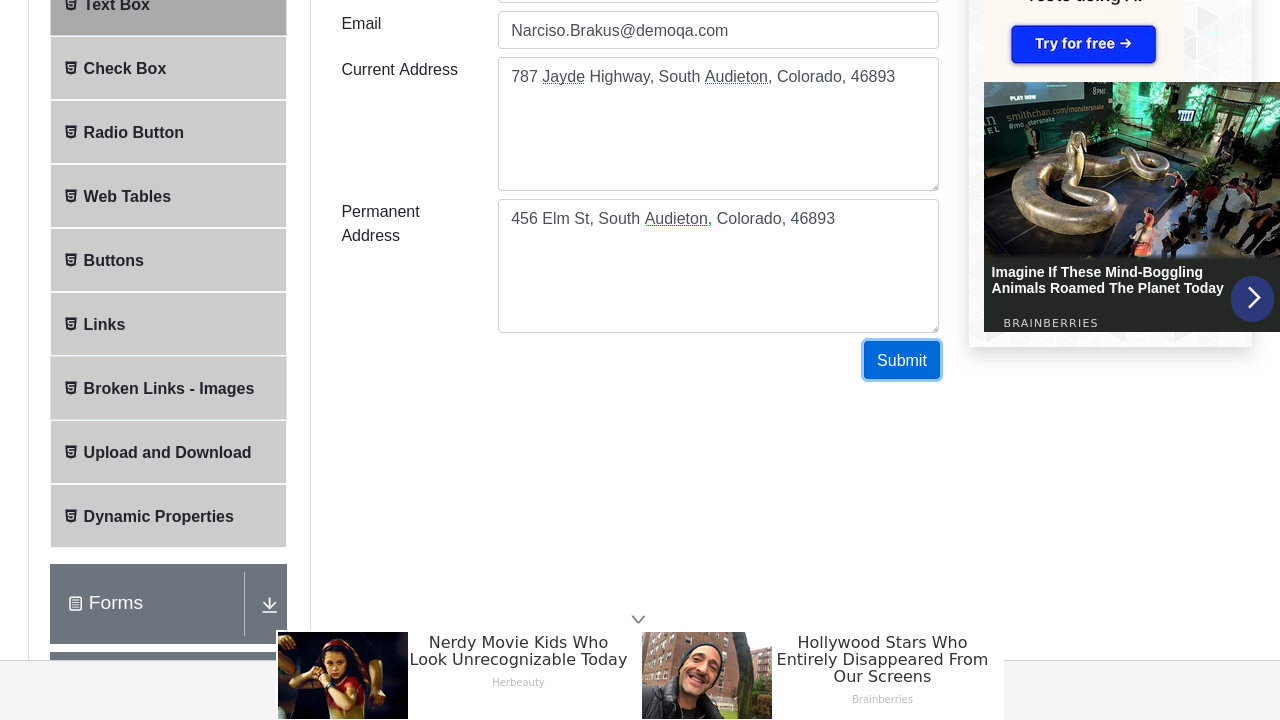 Text Box
Check Box
Radio Button
Web Tables
Buttons
Links
Broken Links - Images
Upload and Download
Dynamic Properties
Forms
Email
Narciso.Brakus@demoqa.com
Current Address
787 Jayde Highway, South Audieton, Colorado, 46893
Permanent
Address
456 Elm St, South Audieton, Colorado, 46893
Submit
Try for free →
PLAY NOW
8PM
smithchan.com/monstersnake
Imagine If These Mind-Boggling
Animals Roamed The Planet Today
BRAINBERRIES
Nerdy Movie Kids Who
Look Unrecognizable Today
Herbeauty
Hollywood Stars Who
Entirely Disappeared From
Our Screens
Brainberries